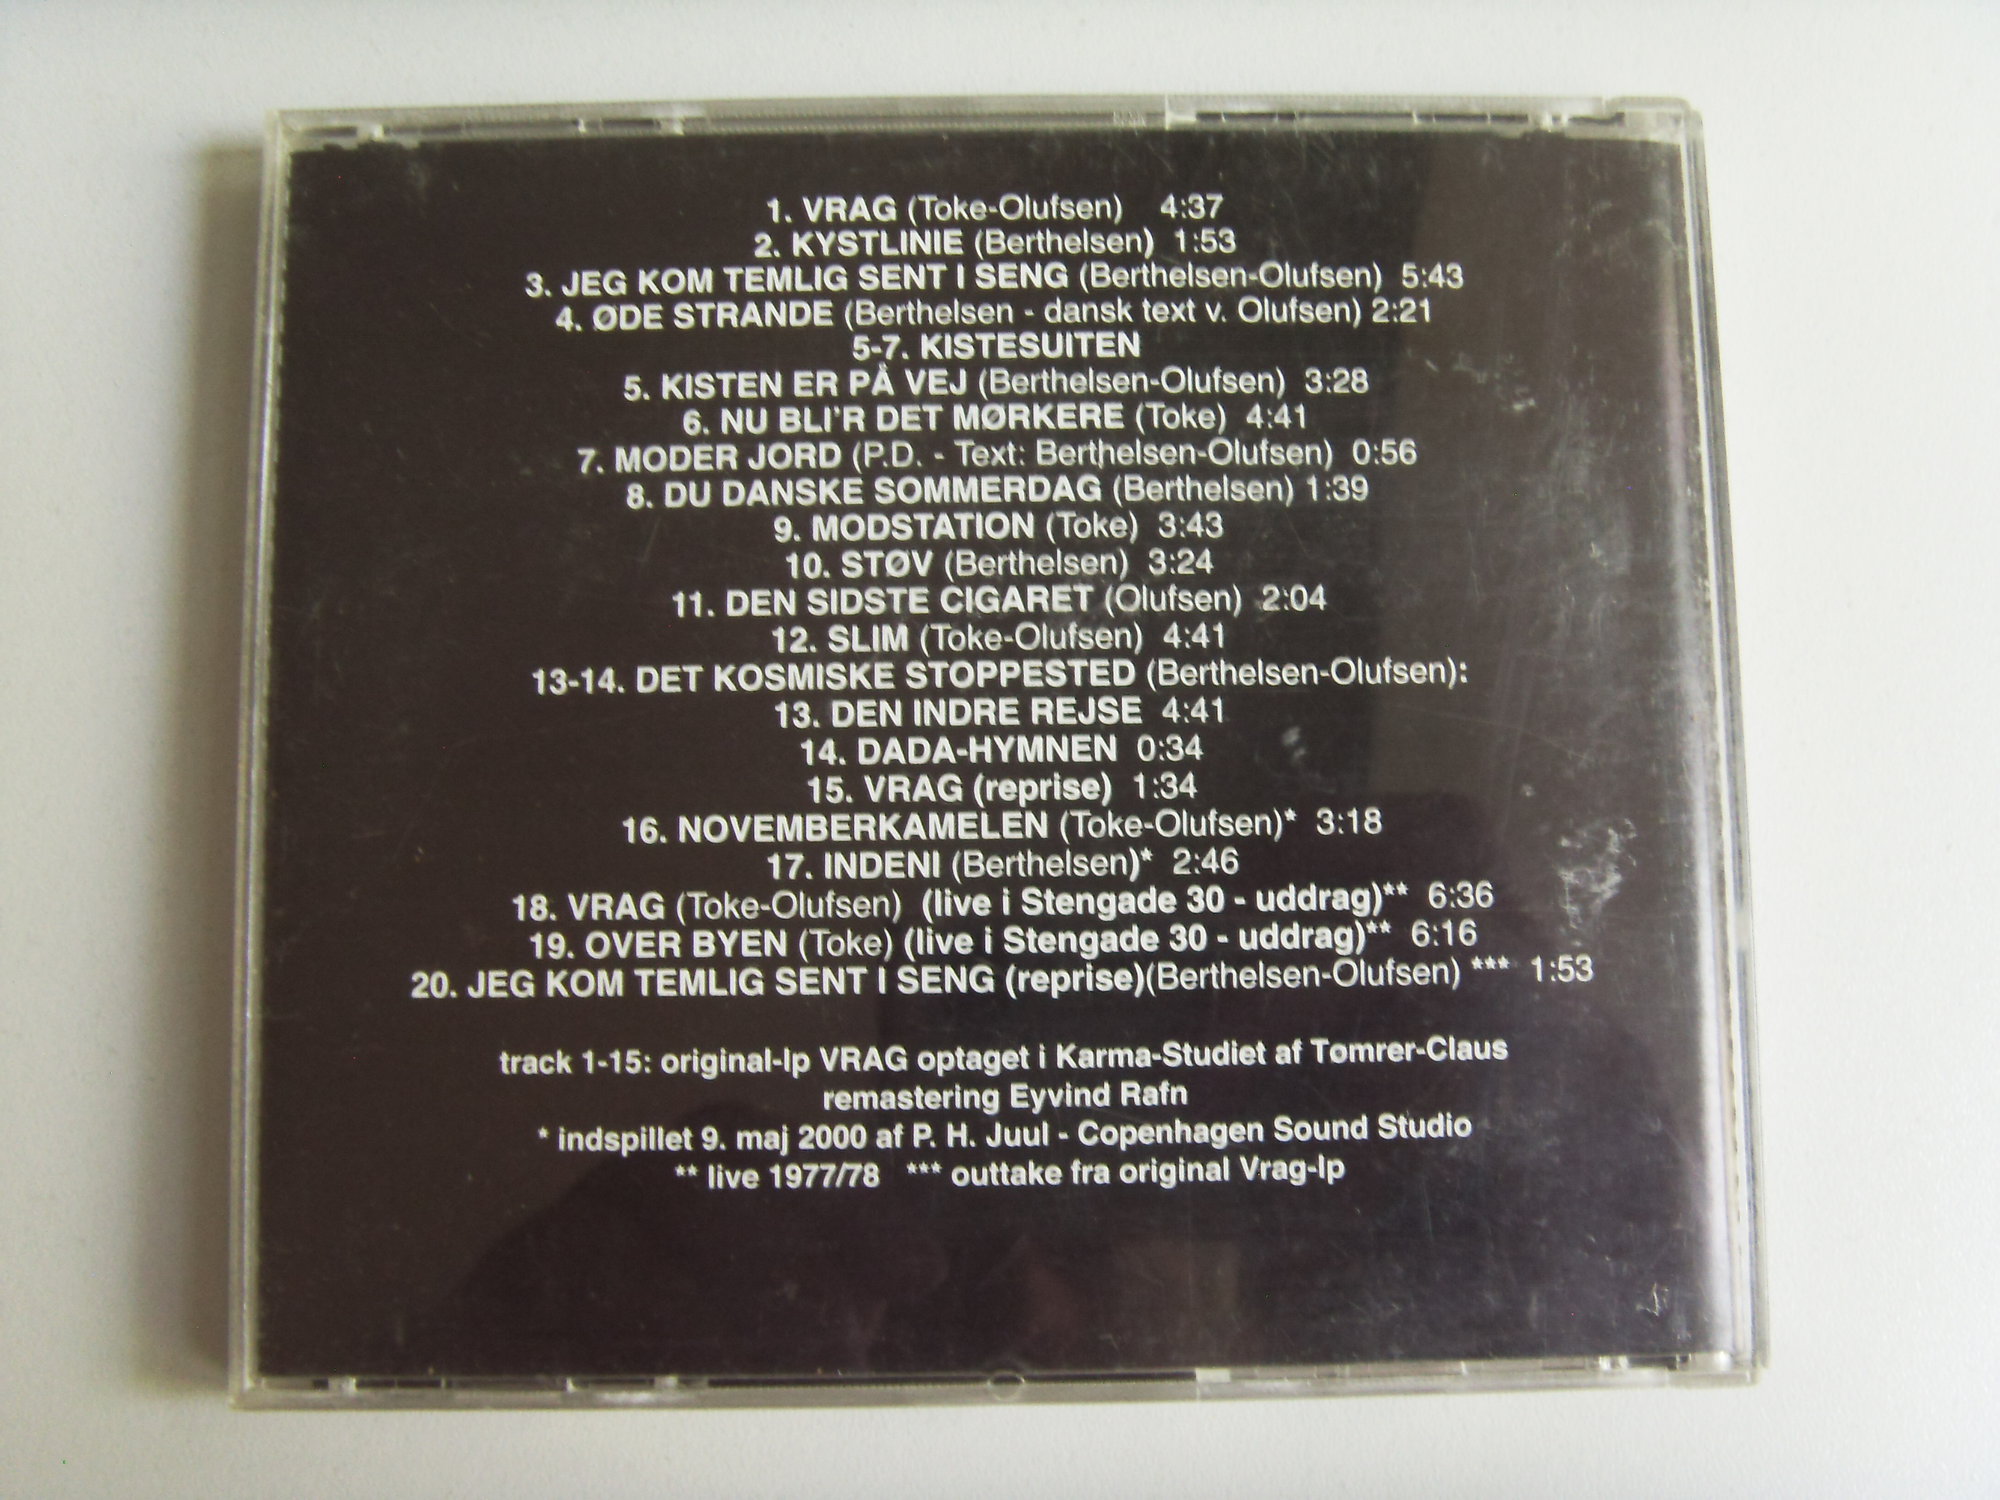 1. VRAG (Toke-Olufsen) 4:37
2. KYSTLINIE (Berthelsen) 1:53
3. JEG KOM TEMLIG SENT I SENG (Berthelsen-Olufsen) 5:43
4. ØDE STRANDE (Berthelsen - dansk text v. Olufsen) 2:21
5-7. KISTESUITEN
5. KISTEN ER PÅ VEJ (Berthelsen-Olufsen) 3:28
6. NU BLI'R DET MØRKERE (Toke) 4:41
7. MODER JORD (P.D. - Text: Berthelsen-Olufsen) 0:56
8. DU DANSKE SOMMERDAG (Berthelsen) 1:39
9. MODSTATION (Toke) 3:43
10. STØV (Berthelsen) 3:24
11. DEN SIDSTE CIGARET (Olufsen) 2:04
12. SLIM (Toke-Olufsen) 4:41
13-14. DET KOSMISKE STOPPESTED (Berthelsen-Olufsen):
13. DEN INDRE REJSE 4:41
14. DADA-HYMNEN 0:34
15. VRAG (reprise) 1:34
16. NOVEMBERKAMELEN (Toke-Olufsen)* 3:18
17. INDENI (Berthelsen)* 2:46
18. VRAG (Toke-Olufsen) (live i Stengade 30 - uddrag)** 6:36
19. OVER BYEN (Toke) (live i Stengade 30 - uddrag)** 6:16
20. JEG KOM TEMLIG SENT I SENG (reprise)(Berthelsen-Olufsen) *** 1:53
track 1-15: original-lp VRAG optaget i Karma-Studiet af Tømrer-Claus
remastering Eyvind Rafn
* indspillet 9. maj 2000 af P. H. Juul - Copenhagen Sound Studio
** live 1977/78 *** outtake fra original Vrag-lp